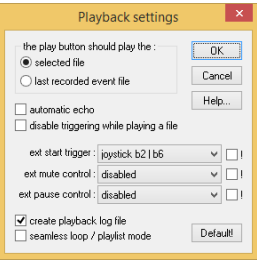 Playback settings
the play button should play the :
selected file
last recorded event file
OK
Cancel
Help...
automatic echo
disable triggering while playing a file
ext start trigger : joystick b2 | b6 !
ext mute control : disabled !
ext pause control : disabled !
create playback log file
seamless loop / playlist mode
Default!